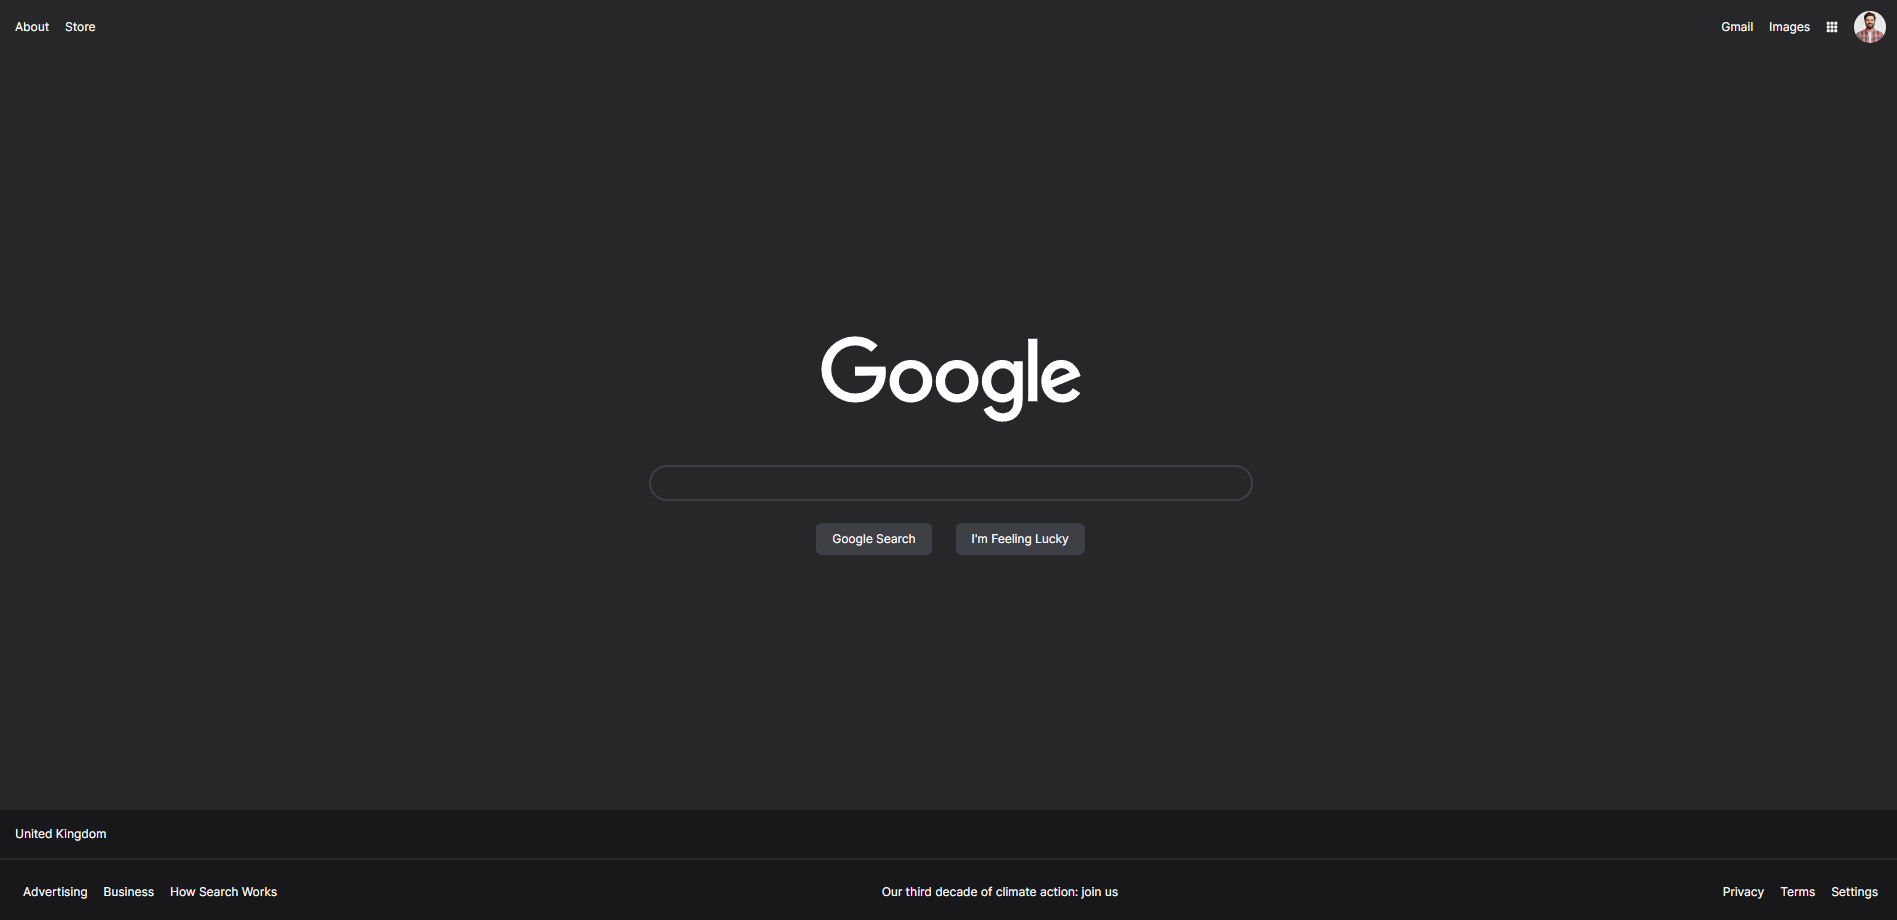 About Store
Gmail Images
Google
Google Search
I'm Feeling Lucky
United Kingdom
Advertising Business How Search Works
Our third decade of climate action: join us
Privacy Terms Settings